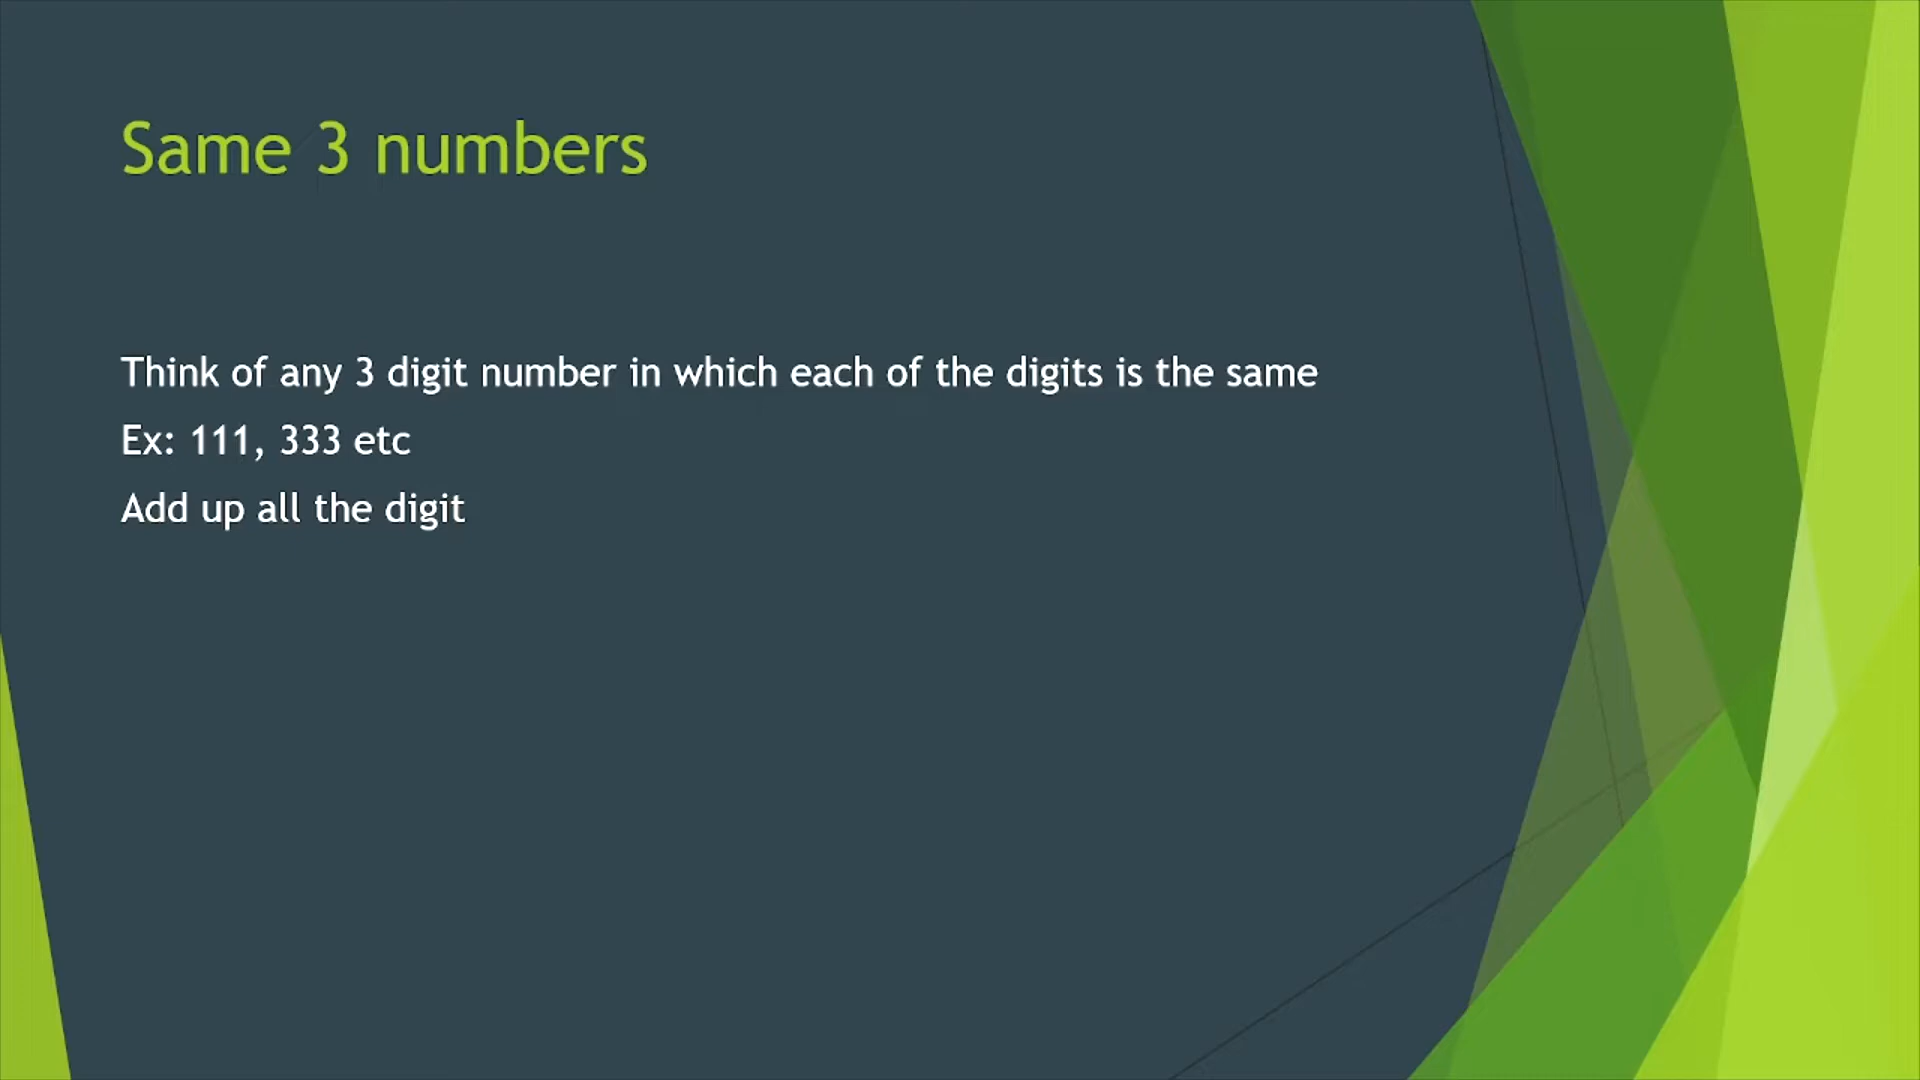 Same 3 numbers
Think of any 3 digit number in which each of the digits is the same
Ex: 111, 333 etc
Add up all the digit